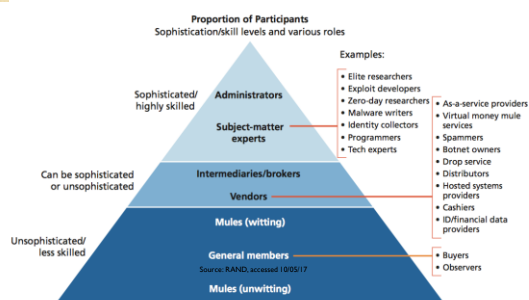 Proportion of Participants
Sophistication/skill levels and various roles
Examples:
Sophisticated/
highly skilled
Administrators
Subject-matter
experts
• Elite researchers
• Exploit developers
• Zero-day researchers
• Malware writers
• Identity collectors
• Programmers
• Tech experts
Can be sophisticated
or unsophisticated
Intermediaries/brokers
Vendors
• As-a-service providers
• Virtual money mule
services
• Spammers
• Botnet owners
• Drop service
• Distributors
• Hosted systems
providers
• Cashiers
• ID/financial data
providers
Unsophisticated/
less skilled
Mules (witting)
General members
• Buyers
• Observers
Source: RAND, accessed 10/05/17
Mules (unwitting)